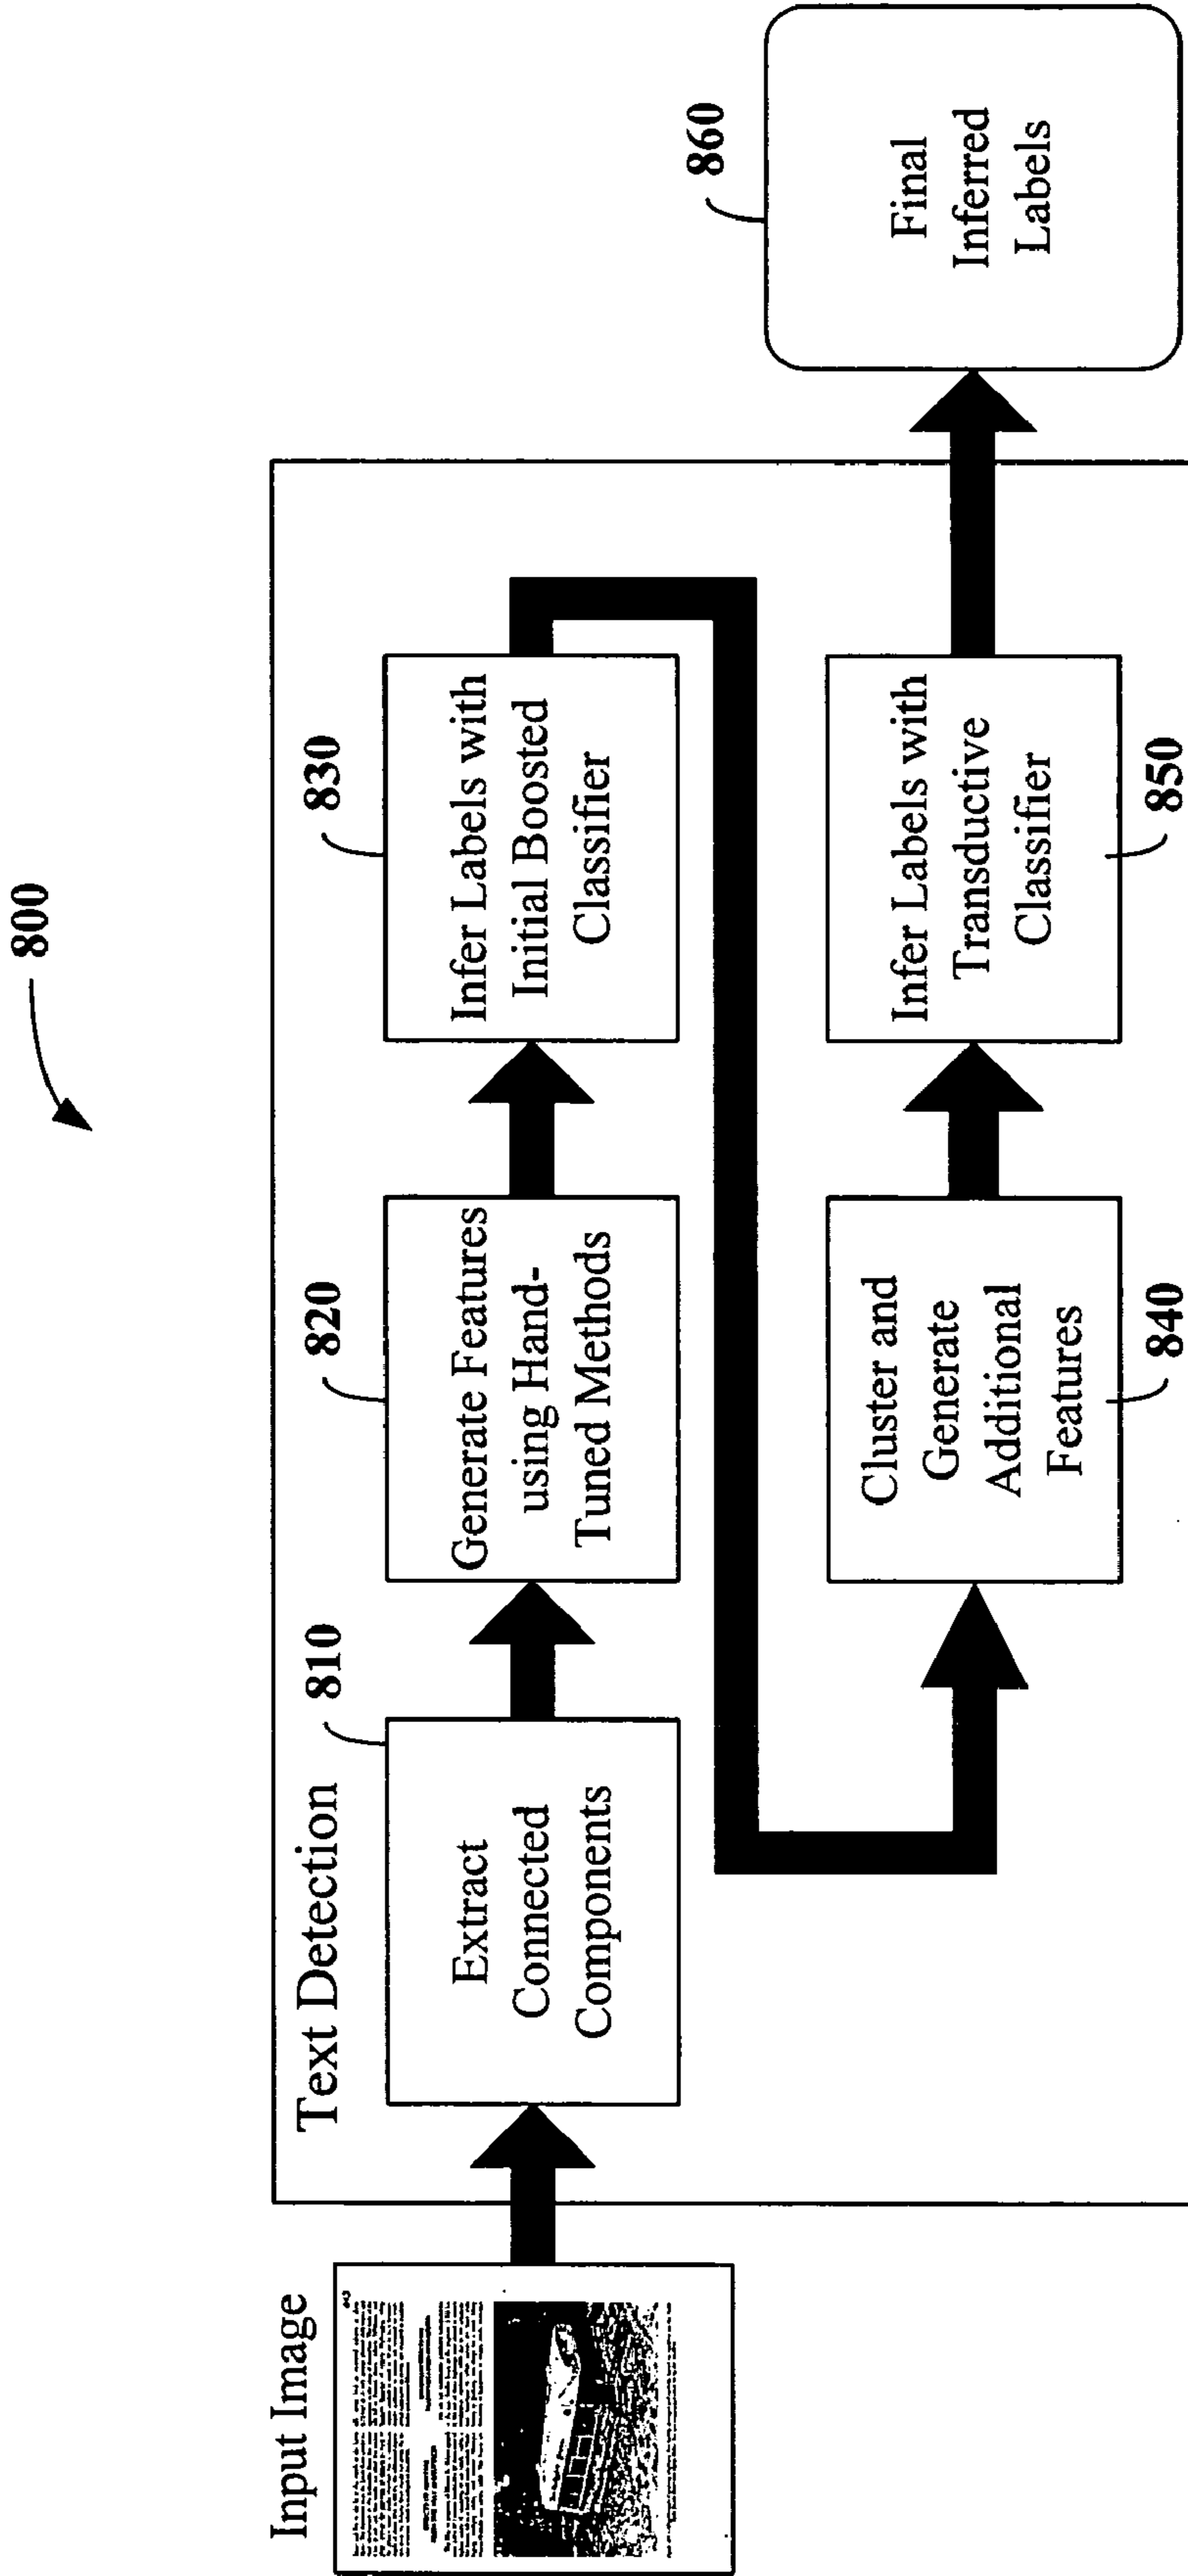 800
Input Image
Text Detection
810
Extract
Connected
Components
820
Generate Features
using Hand-
Tuned Methods
830
Infer Labels with
Initial Boosted
Classifier
Cluster and
Generate
Additional
Features
840
Infer Labels with
Transductive
Classifier
850
860
Final
Inferred
Labels